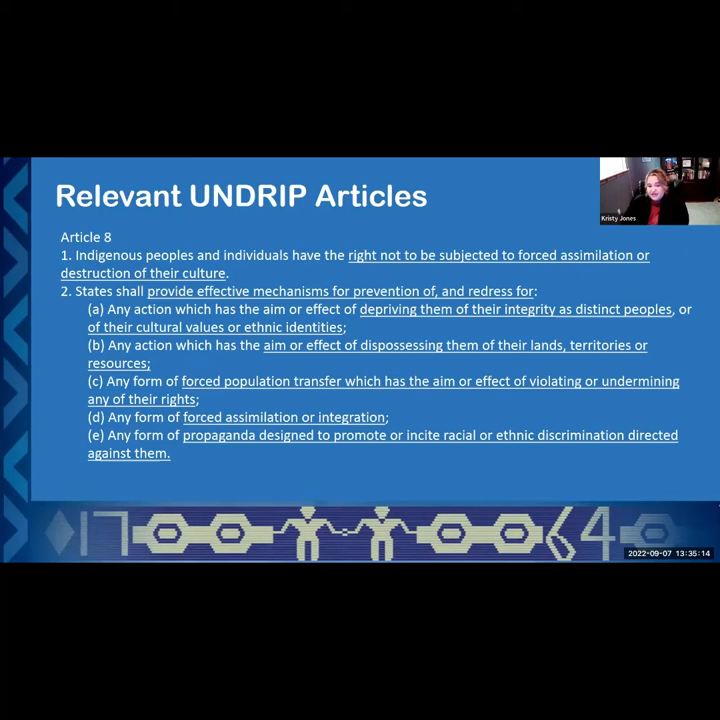 Relevant UNDRIP Articles
Kristy Jones
Article 8
1. Indigenous peoples and individuals have the right not to be subjected to forced assimilation or
destruction of their culture.
2. States shall provide effective mechanisms for prevention of, and redress for:
(a) Any action which has the aim or effect of depriving them of their integrity as distinct peoples, or
of their cultural values or ethnic identities;
(b) Any action which has the aim or effect of dispossessing them of their lands, territories or
resources;
(c) Any form of forced population transfer which has the aim or effect of violating or undermining
any of their rights;
(d) Any form of forced assimilation or integration;
(e) Any form of propaganda designed to promote or incite racial or ethnic discrimination directed
against them.
17 64
2022-09-07 13:35:14